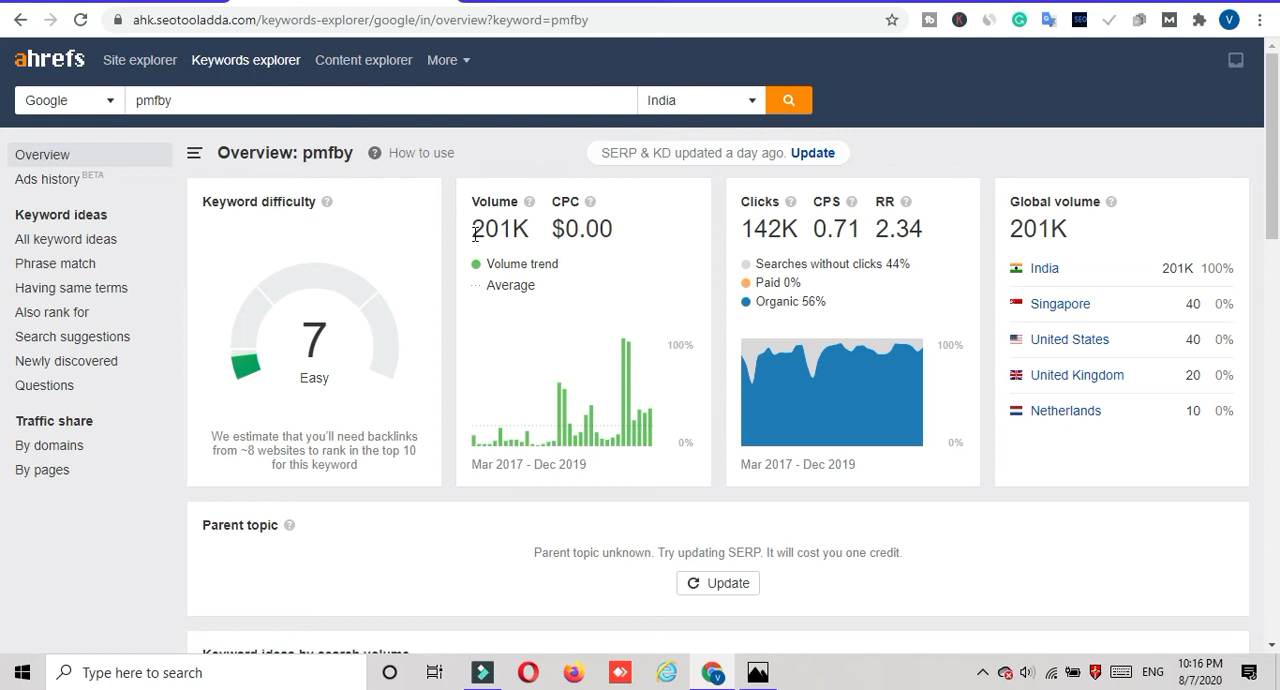 ahk.seotooladda.com/keywords-explorer/google/in/overview?keyword=pmfby
ahrefs Site explorer Keywords explorer Content explorer More
Google pmfby India
Overview
Ads history BETA
Keyword ideas
All keyword ideas
Phrase match
Having same terms
Also rank for
Search suggestions
Newly discovered
Questions
Traffic share
By domains
By pages
Overview: pmfby ? How to use SERP & KD updated a day ago. Update
Keyword difficulty ?
7
Easy
We estimate that you'll need backlinks
from ~8 websites to rank in the top 10
for this keyword
Volume ? CPC ?
201K $0.00
Volume trend
Average
100%
0%
Mar 2017 - Dec 2019
Clicks ? CPS ? RR ?
142K 0.71 2.34
Searches without clicks 44%
Paid 0%
Organic 56%
100%
0%
Mar 2017 - Dec 2019
Global volume ?
201K
India 201K 100%
Singapore 40 0%
United States 40 0%
United Kingdom 20 0%
Netherlands 10 0%
Parent topic ?
Parent topic unknown. Try updating SERP. It will cost you one credit.
Update
Keyword ideas by search volume
Type here to search
ENG
10:16 PM
8/7/2020